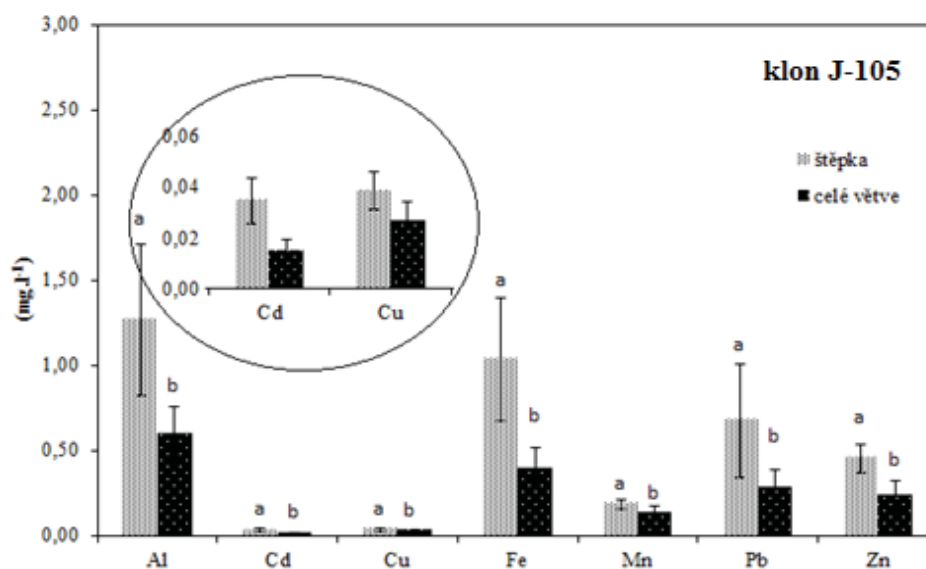 3,00
klon J-105
2,50
štěpka
celé větve
2,00
1,50
1,00
0,50
0,00
(mg.l-1)
0,06
0,04
0,02
0,00
Cd Cu
a b a b a b a b a b a b a b
Al Cd Cu Fe Mn Pb Zn